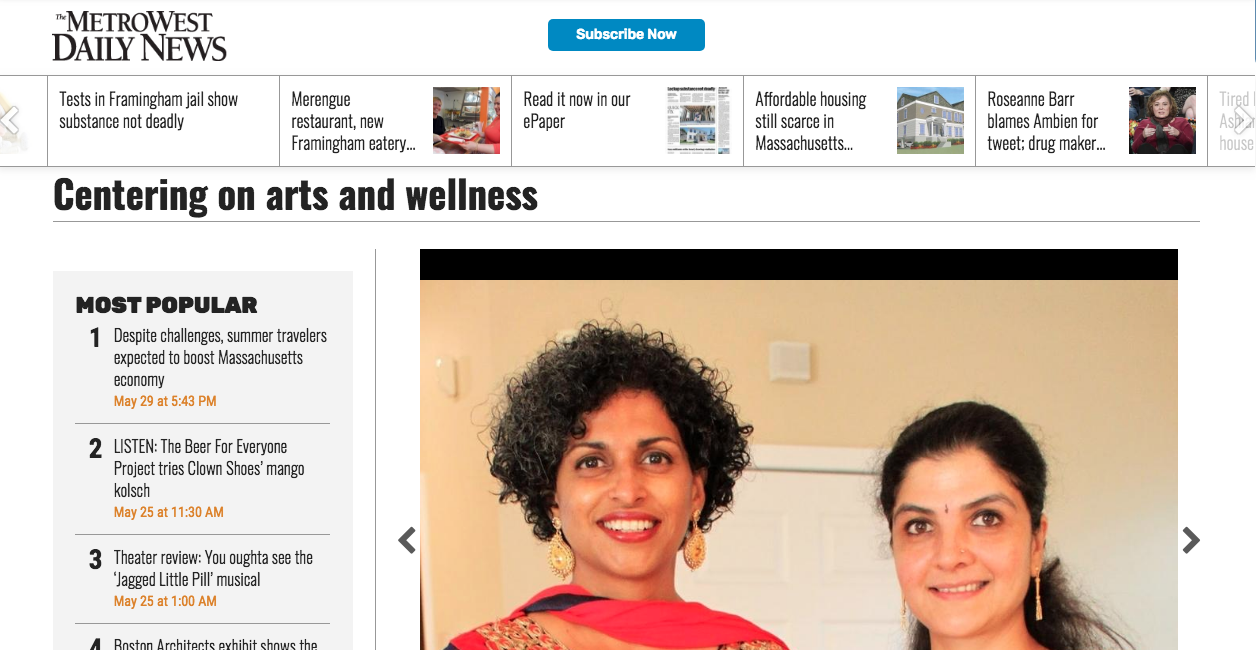 The METROWEST
DAILY NEWS
Subscribe Now
Tests in Framingham jail show
substance not deadly
Merengue
restaurant, new
Framingham eatery...
Read it now in our
ePaper
Affordable housing
still scarce in
Massachusetts...
Roseanne Barr
blames Ambien for
tweet; drug maker...
Tired
house
Centering on arts and wellness
MOST POPULAR
1 Despite challenges, summer travelers
expected to boost Massachusetts
economy
May 29 at 5:43 PM
2 LISTEN: The Beer For Everyone
Project tries Clown Shoes’ mango
kolsch
May 25 at 11:30 AM
3 Theater review: You oughta see the
‘Jagged Little Pill’ musical
May 25 at 1:00 AM
4 Boston Architects exhibit shows the